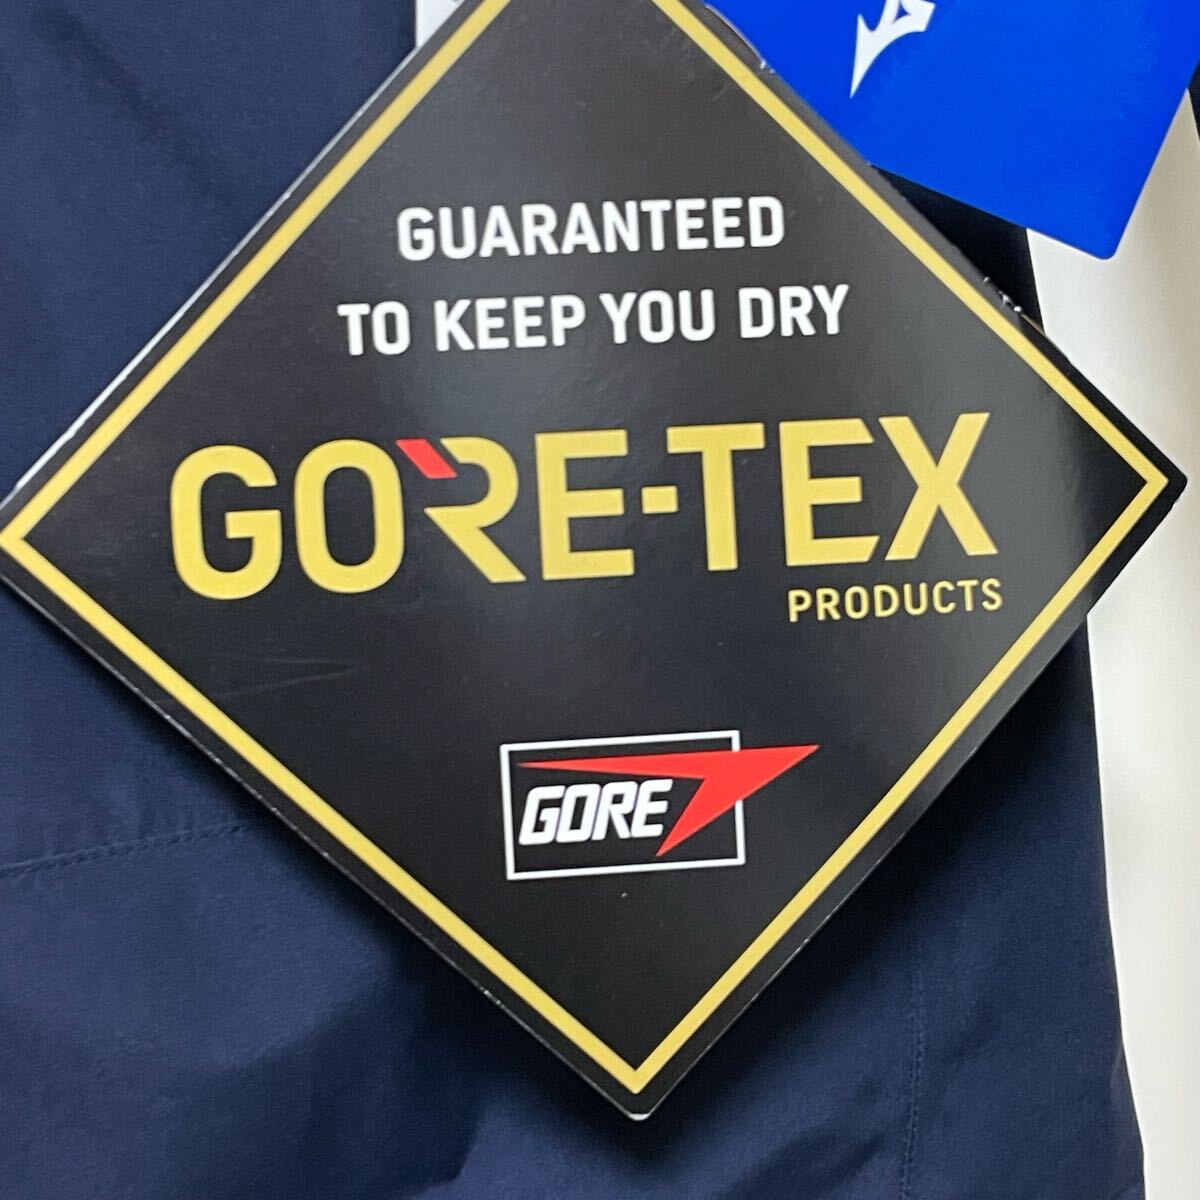 GUARANTEED
TO KEEP YOU DRY
GORE-TEX
PRODUCTS
GORE